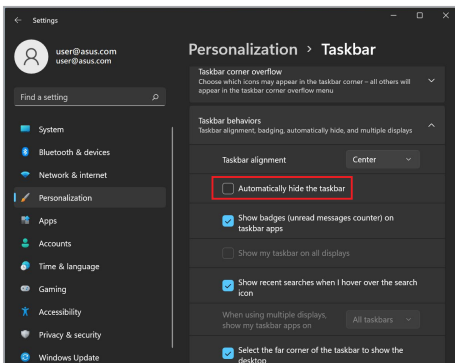 Settings
user@asus.com
user@asus.com
Find a setting
System
Bluetooth & devices
Network & internet
Personalization
Apps
Accounts
Time & language
Gaming
Accessibility
Privacy & security
Windows Update
Personalization > Taskbar
Taskbar corner overflow
Choose which icons may appear in the taskbar corner – all others will
appear in the taskbar corner overflow menu
Taskbar behaviors
Taskbar alignment, badging, automatically hide, and multiple displays
Taskbar alignment Center
Automatically hide the taskbar
Show badges (unread messages counter) on
taskbar apps
Show my taskbar on all displays
Show recent searches when I hover over the search
icon
When using multiple displays,
show my taskbar apps on
All taskbars
Select the far corner of the taskbar to show the
desktop